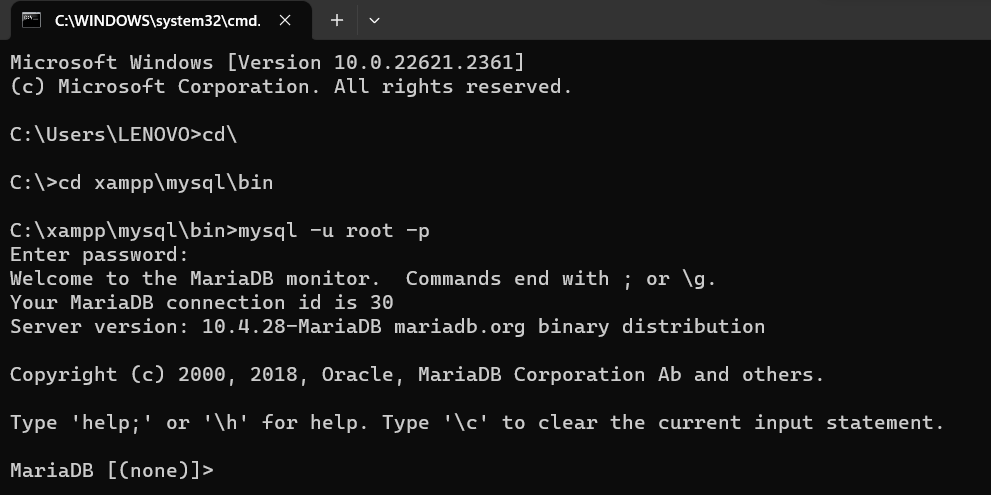 C:\WINDOWS\system32\cmd.
Microsoft Windows [Version 10.0.22621.2361]
(c) Microsoft Corporation. All rights reserved.
C:\Users\LENOVO>cd\
C:\>cd xampp\mysql\bin
C:\xampp\mysql\bin>mysql -u root -p
Enter password:
Welcome to the MariaDB monitor.  Commands end with ; or \g.
Your MariaDB connection id is 30
Server version: 10.4.28-MariaDB mariadb.org binary distribution
Copyright (c) 2000, 2018, Oracle, MariaDB Corporation Ab and others.
Type 'help;' or '\h' for help. Type '\c' to clear the current input statement.
MariaDB [(none)]>